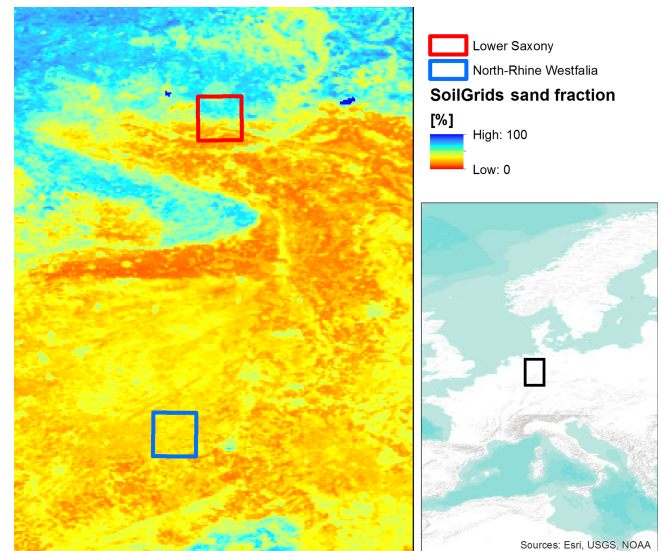 Lower Saxony
North-Rhine Westfalia
SoilGrids sand fraction
[%]
High: 100
Low: 0
Sources: Esri, USGS, NOAA